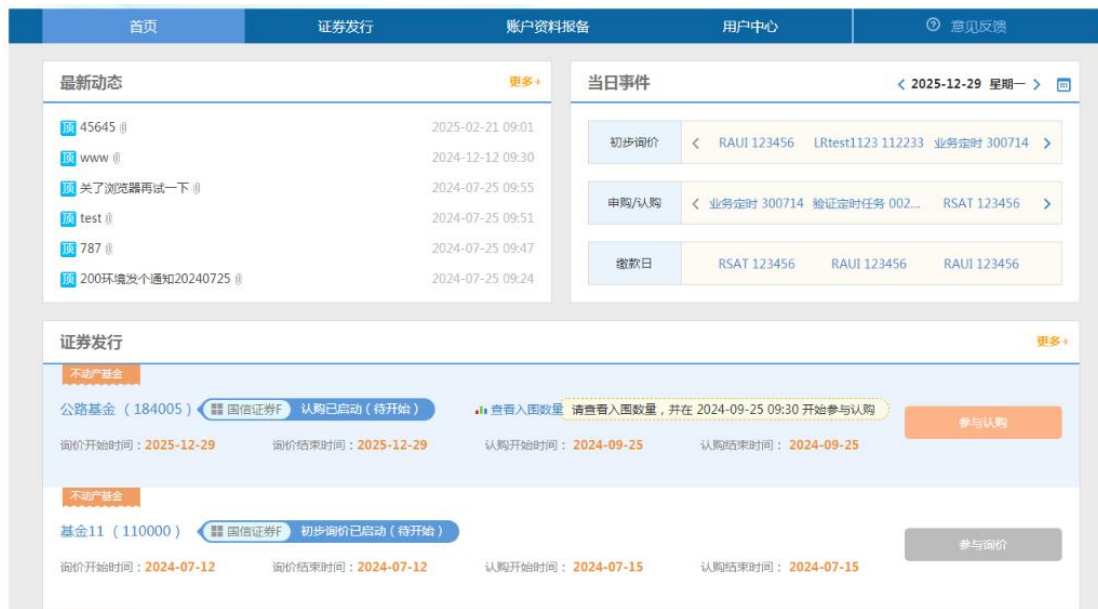 首页 证券发行 账户资料报备 用户中心 意见反馈
最新动态 更多+
顶 45645 2025-02-21 09:01
顶 www 2024-12-12 09:30
顶 关了浏览器再试一下 2024-07-25 09:55
顶 test 2024-07-25 09:51
顶 787 2024-07-25 09:47
顶 200环境发个通知20240725 2024-07-25 09:24
当日事件 < 2025-12-29 星期一 >
初步询价 < RAUI 123456 LRtest1123 112233 业务定时 300714 >
申购/认购 < 业务定时 300714 验证定时任务 002... RSAT 123456 >
缴款日 RSAT 123456 RAUI 123456 RAUI 123456
证券发行 更多+
不动产基金
公路基金 （184005） 国信证券F 认购已启动（待开始） 查看入围数量 请查看入围数量，并在 2024-09-25 09:30 开始参与认购 参与认购
询价开始时间：2025-12-29 询价结束时间：2025-12-29 认购开始时间： 2024-09-25 认购结束时间： 2024-09-25
不动产基金
基金11 （110000） 国信证券F 初步询价已启动（待开始） 参与询价
询价开始时间：2024-07-12 询价结束时间：2024-07-12 认购开始时间： 2024-07-15 认购结束时间： 2024-07-15